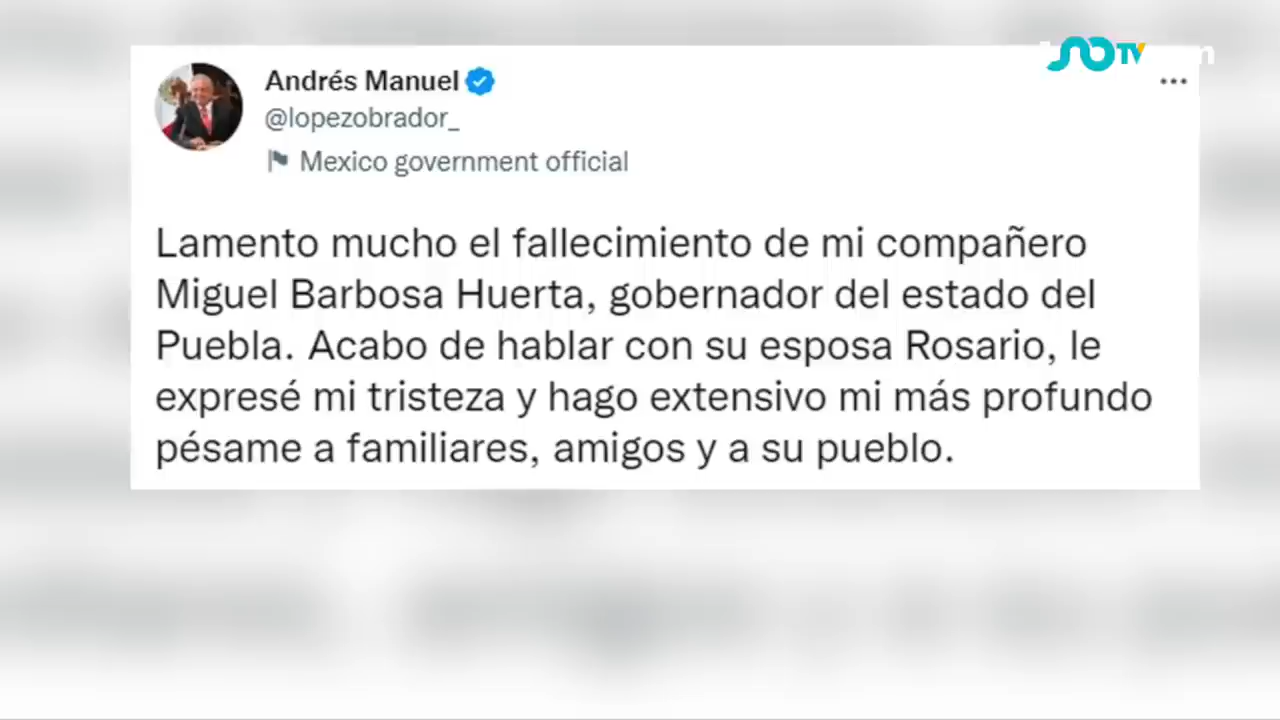 TV
Andrés Manuel
@lopezobrador_
Mexico government official
Lamento mucho el fallecimiento de mi compañero
Miguel Barbosa Huerta, gobernador del estado del
Puebla. Acabo de hablar con su esposa Rosario, le
expresé mi tristeza y hago extensivo mi más profundo
pésame a familiares, amigos y a su pueblo.